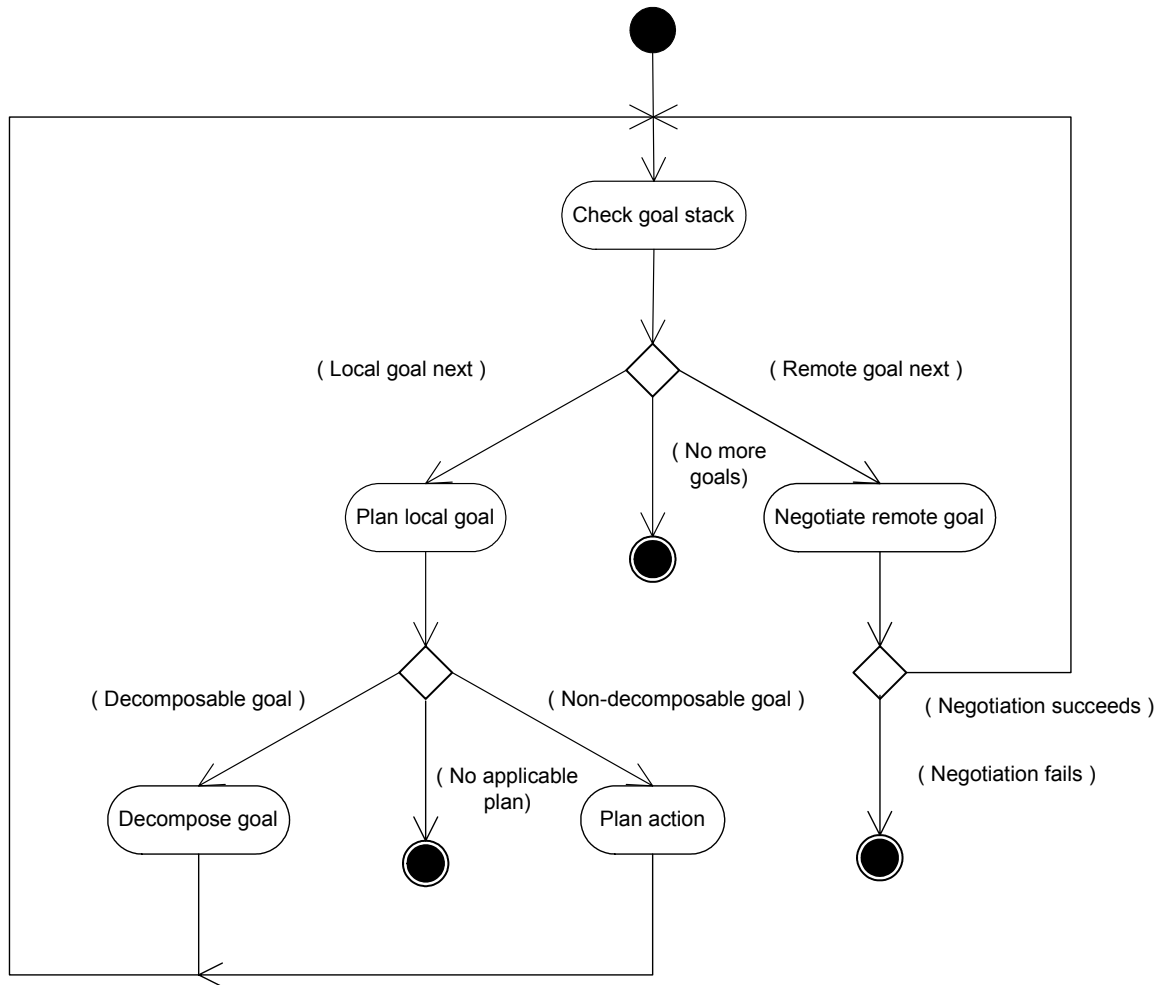 Check goal stack
( Local goal next )
( Remote goal next )
( No more
goals)
Plan local goal
Negotiate remote goal
( Decomposable goal )
( Non-decomposable goal )
( Negotiation succeeds )
( No applicable
plan)
( Negotiation fails )
Decompose goal
Plan action